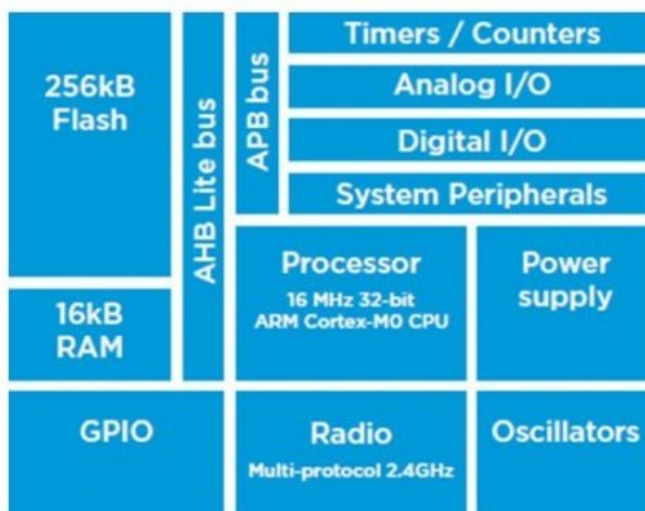 256kB
Flash
16kB
RAM
AHB Lite bus
APB bus
Timers / Counters
Analog I/O
Digital I/O
System Peripherals
Processor
16 MHz 32-bit
ARM Cortex-M0 CPU
Power
supply
GPIO
Radio
Multi-protocol 2.4GHz
Oscillators